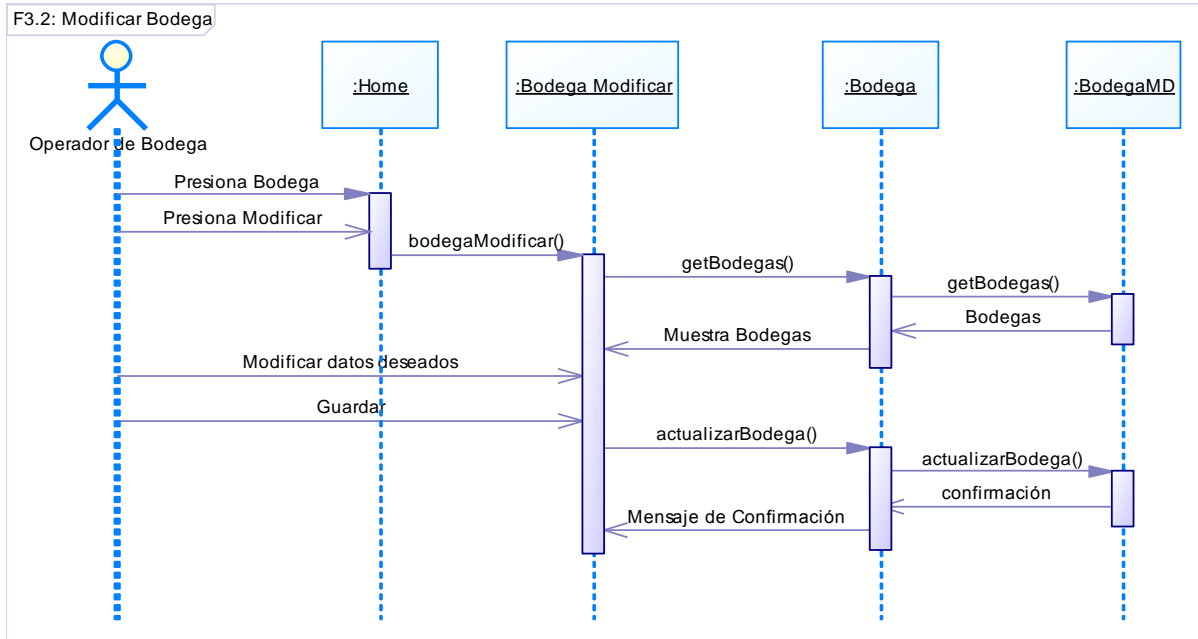 F3.2: Modificar Bodega
:Home
:Bodega Modificar
:Bodega
:BodegaMD
Operador de Bodega
Presiona Bodega
Presiona Modificar
bodegaModificar()
getBodegas()
getBodegas()
Bodegas
Muestra Bodegas
Modificar datos deseados
Guardar
actualizarBodega()
actualizarBodega()
confirmación
Mensaje de Confirmación